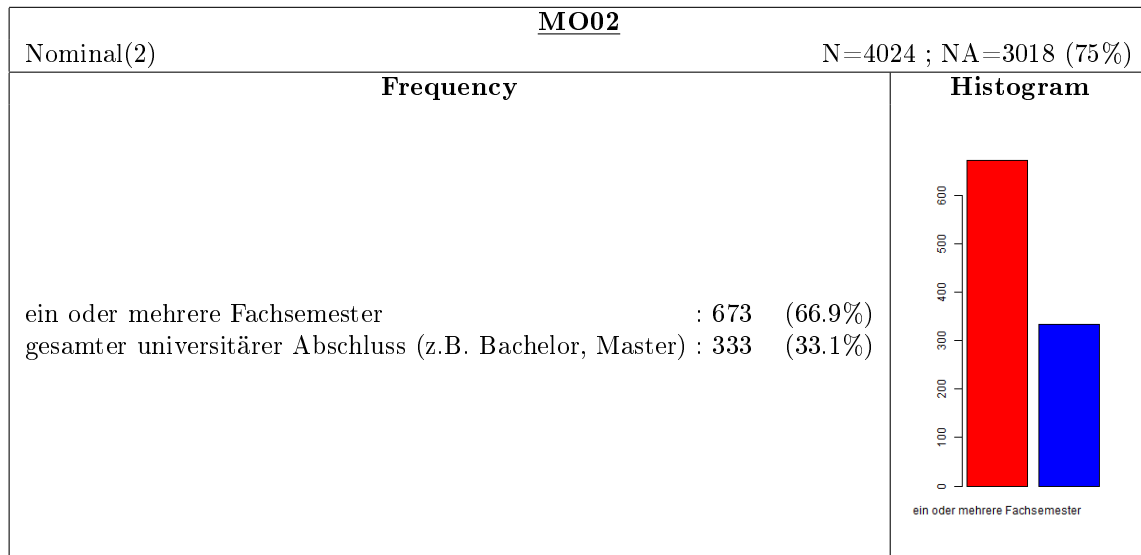 MO02
Nominal(2) N=4024 ; NA=3018 (75%)
Frequency Histogram
ein oder mehrere Fachsemester : 673 (66.9%)
gesamter universitärer Abschluss (z.B. Bachelor, Master) : 333 (33.1%)
600
500
400
300
200
100
0
ein oder mehrere Fachsemester